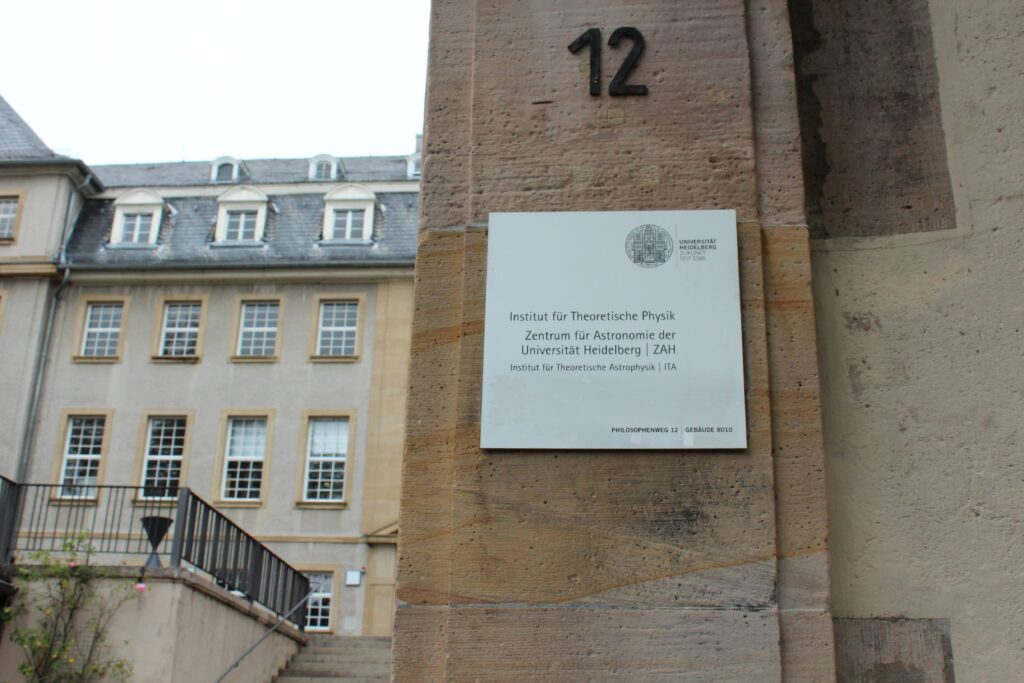 12
UNIVERSITÄT
HEIDELBERG
ZUKUNFT
SEIT 1386
Institut für Theoretische Physik
Zentrum für Astronomie der
Universität Heidelberg | ZAH
Institut für Theoretische Astrophysik | ITA
PHILOSOPHENWEG 12 | GEBÄUDE 8010